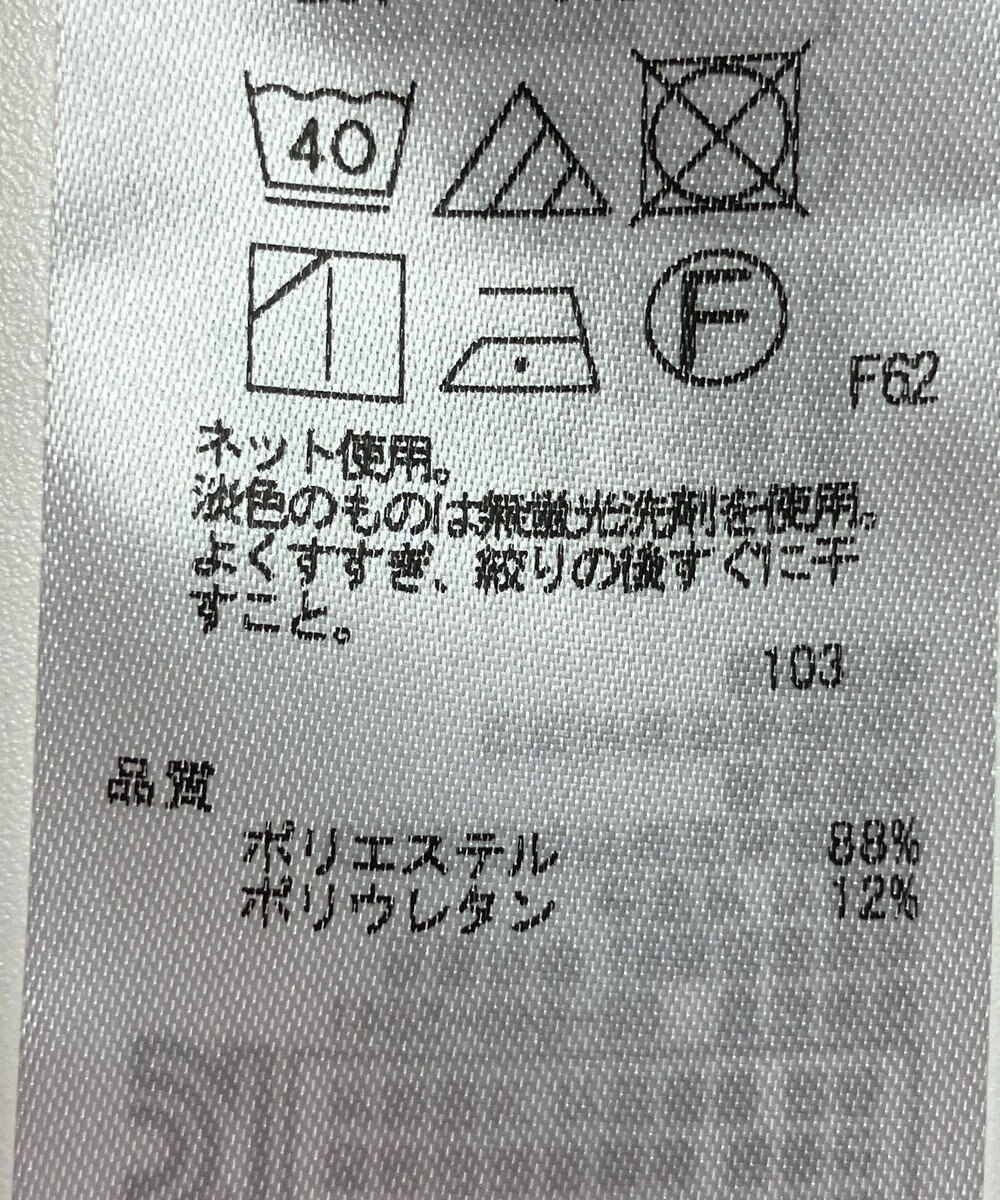 40
F
F62
ネット使用。
淡色のものは無蛍光洗剤を使用。
よくすすぎ、絞りの後すぐに干
すこと。
103
品質
ポリエステル 88%
ポリウレタン 12%